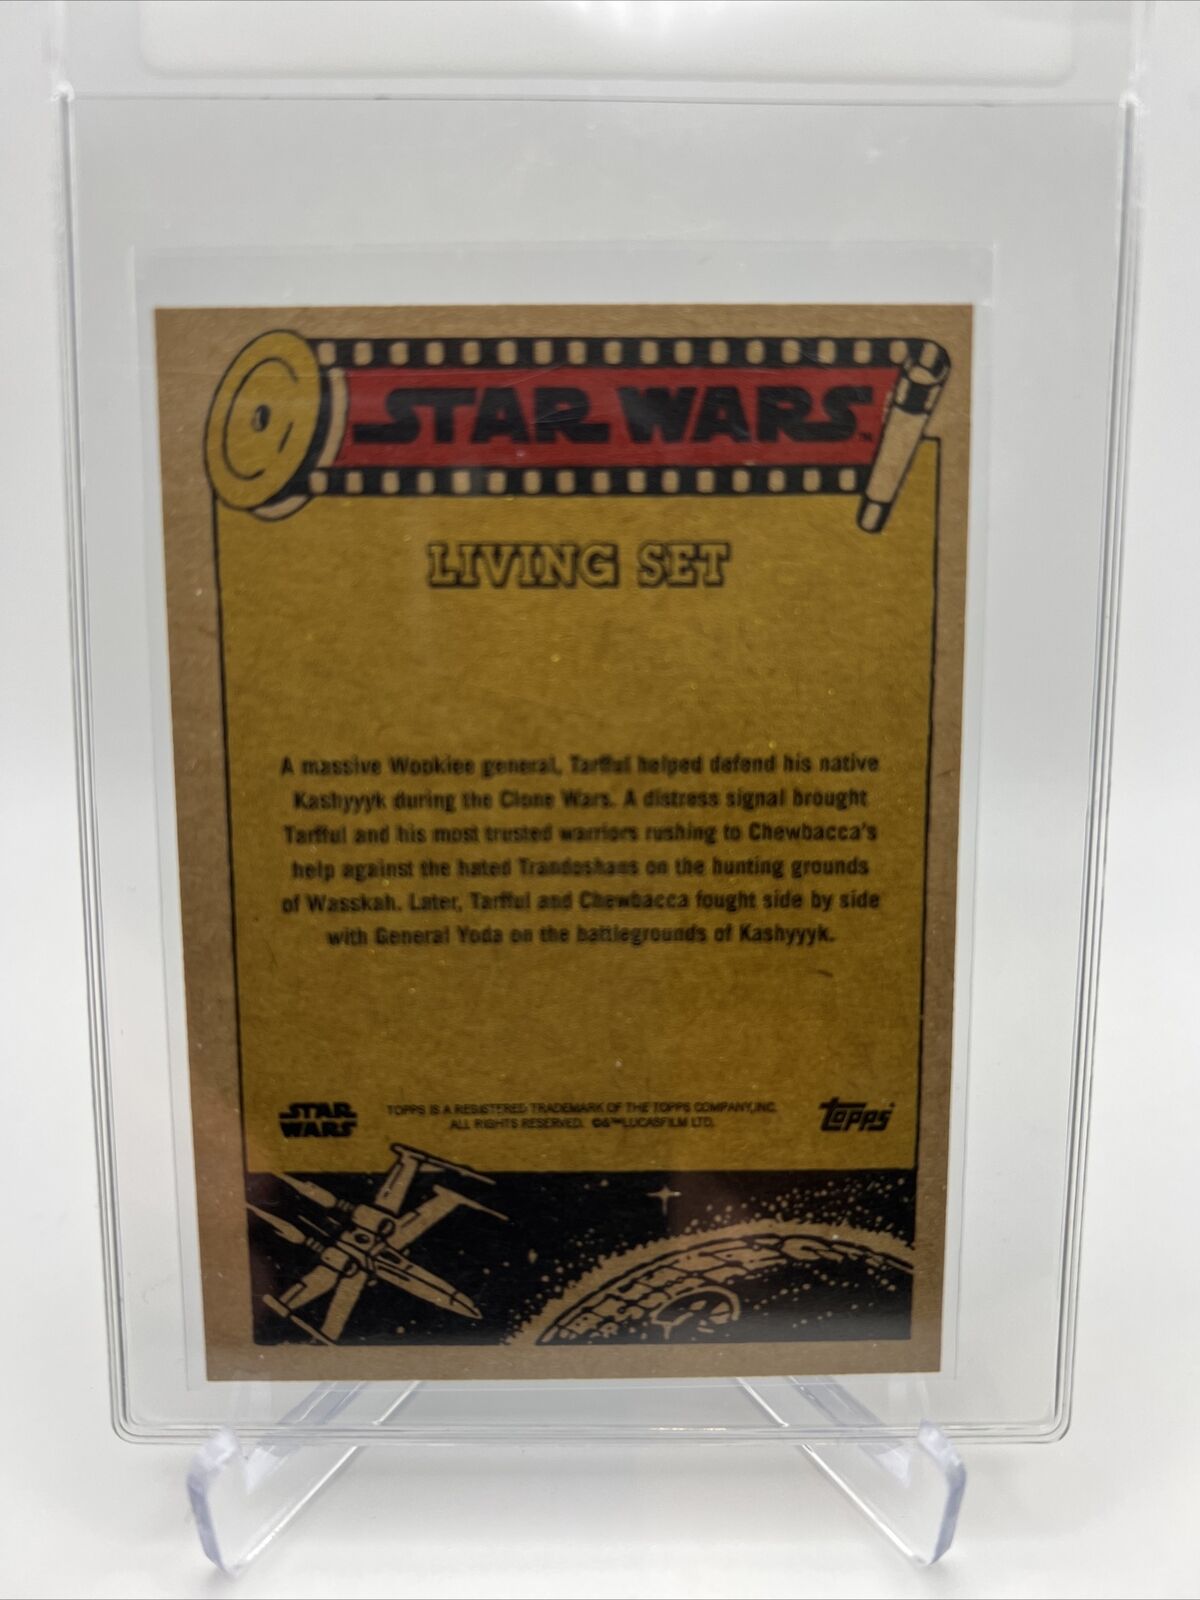 STAR WARS™
LIVING SET
A massive Wookiee general, Tarfful helped defend his native
Kashyyyk during the Clone Wars. A distress signal brought
Tarfful and his most trusted warriors rushing to Chewbacca's
help against the hated Trandoshans on the hunting grounds
of Wasskah. Later, Tarfful and Chewbacca fought side by side
with General Yoda on the battlegrounds of Kashyyyk.
STAR
WARS
TOPPS IS A REGISTERED TRADEMARK OF THE TOPPS COMPANY, INC.
ALL RIGHTS RESERVED. ©&™ LUCASFILM LTD.
topps